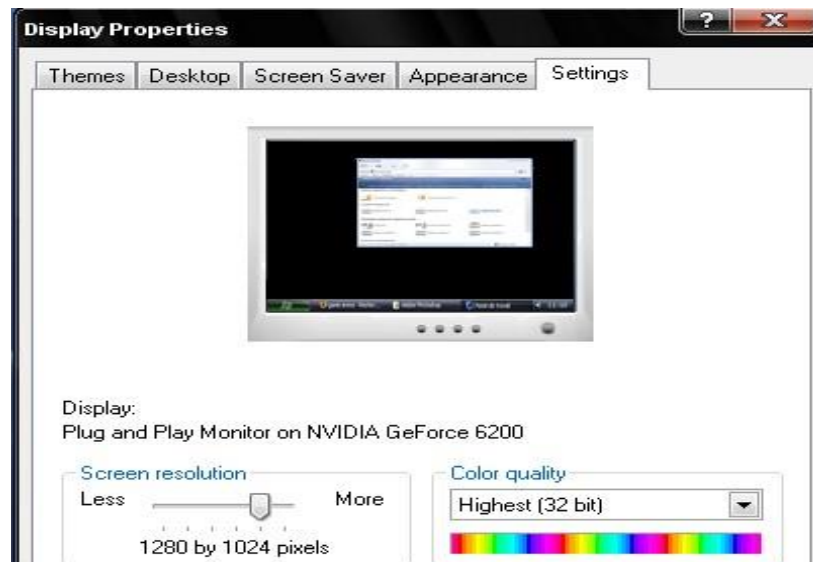 Display Properties
?
X
Themes Desktop Screen Saver Appearance Settings
Display:
Plug and Play Monitor on NVIDIA GeForce 6200
Screen resolution
Less More
1280 by 1024 pixels
Color quality
Highest (32 bit)